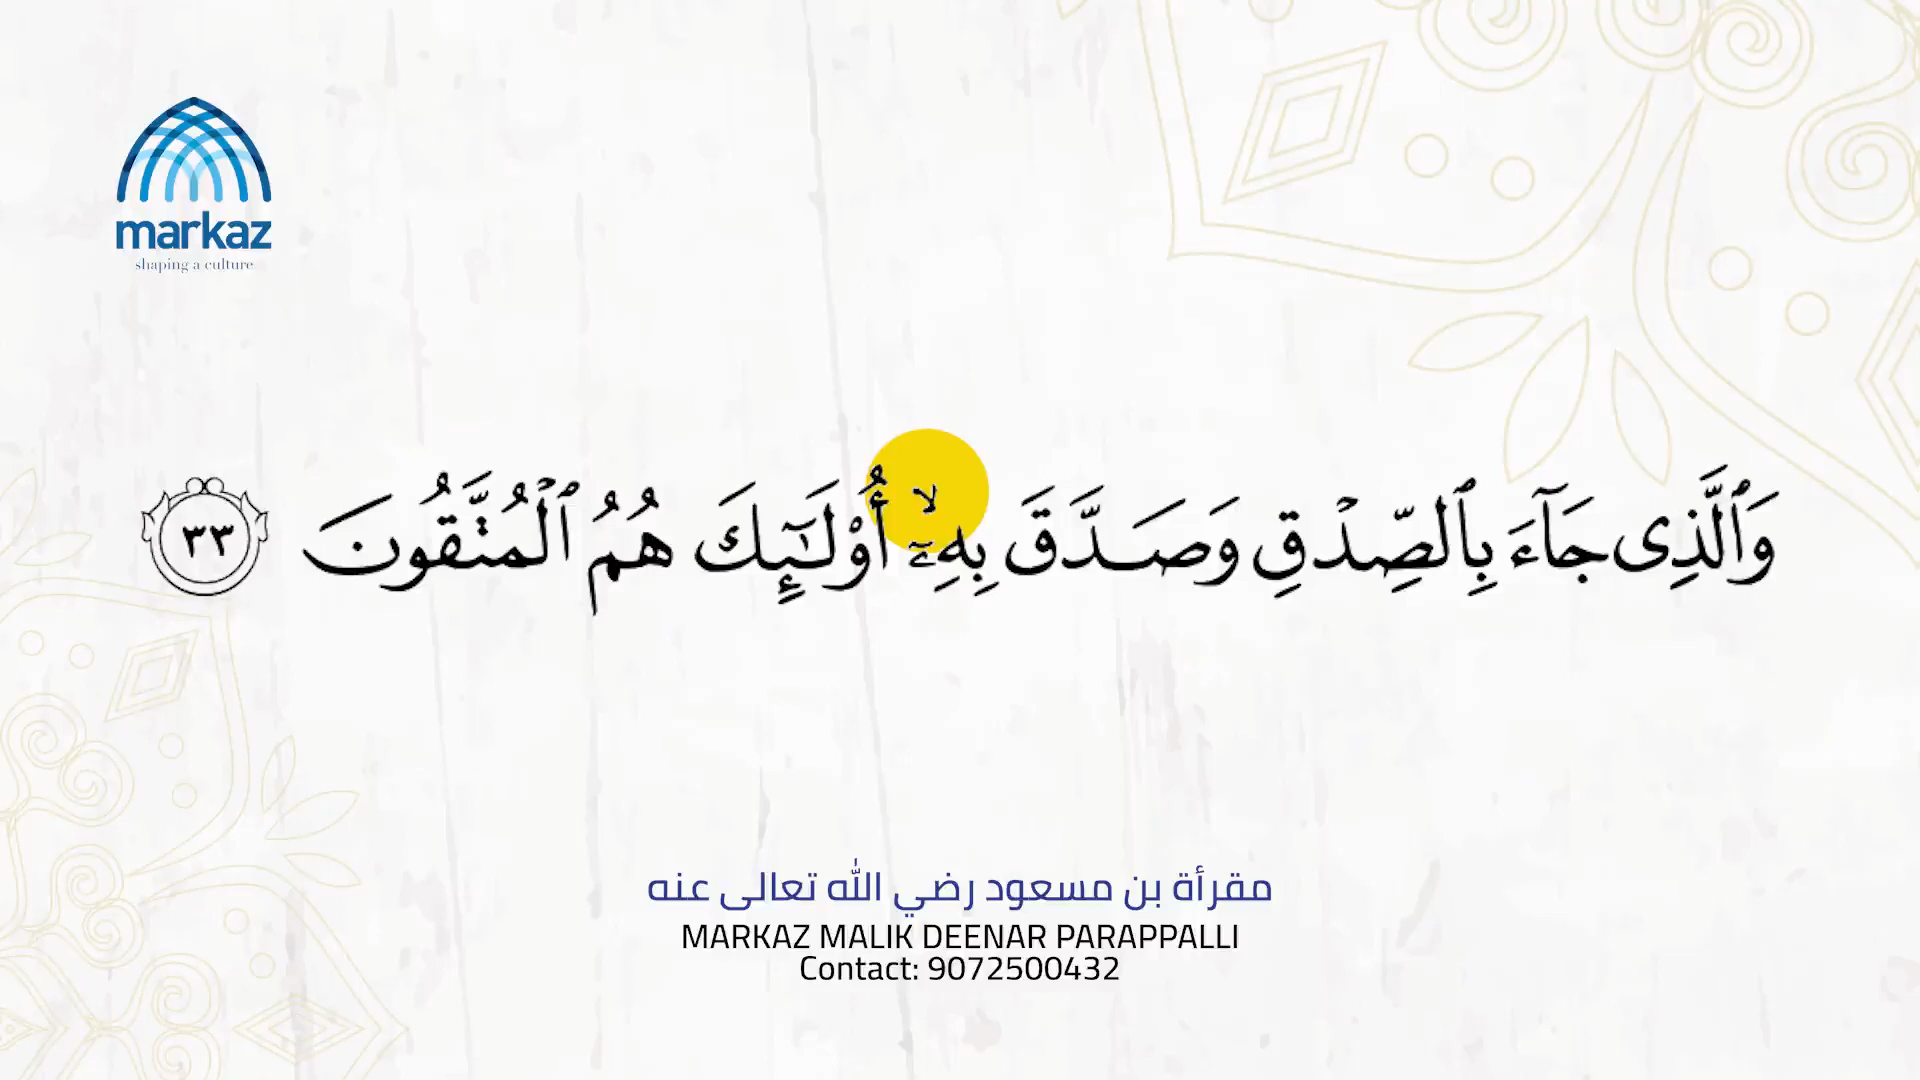 markaz
shaping a culture
وَٱلَّذِى جَآءَ بِٱلصِّدْقِ وَصَدَّقَ بِهِۦٓ ۙ أُو۟لَـٰٓئِكَ هُمُ ٱلْمُتَّقُونَ ٣٣
مقرأة بن مسعود رضي الله تعالى عنه
MARKAZ MALIK DEENAR PARAPPALLI
Contact: 9072500432